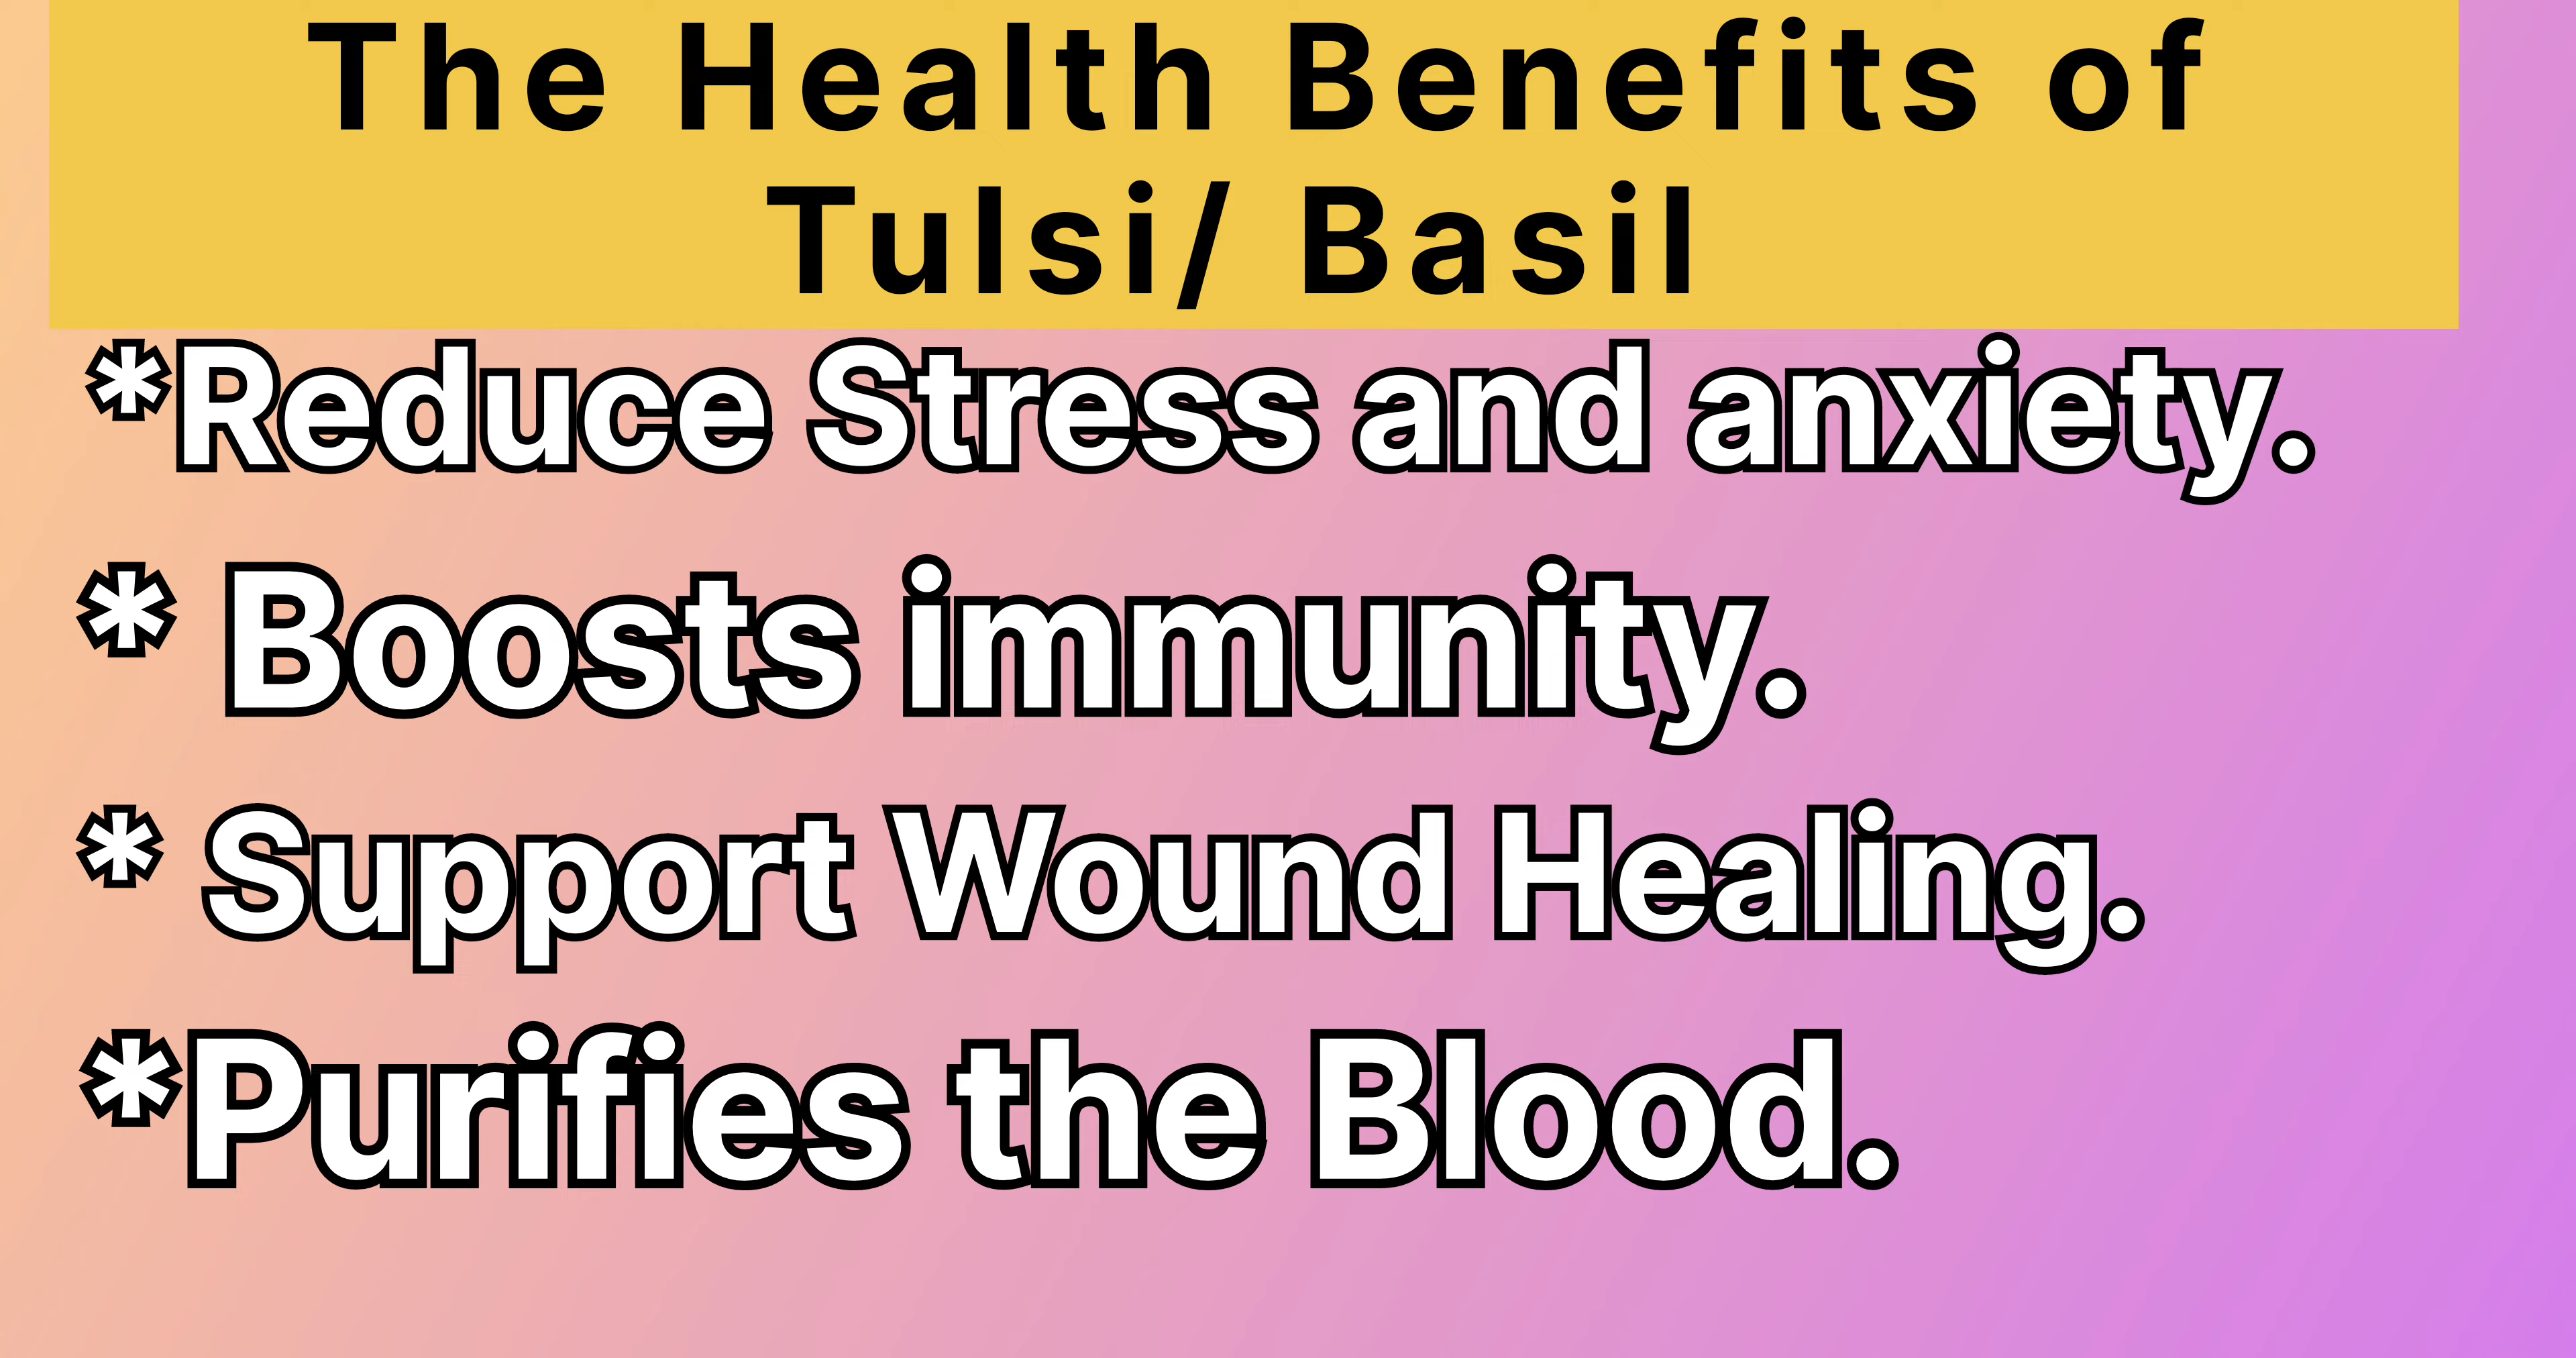 The Health Benefits of
Tulsi/ Basil
*Reduce Stress and anxiety.
* Boosts immunity.
* Support Wound Healing.
*Purifies the Blood.